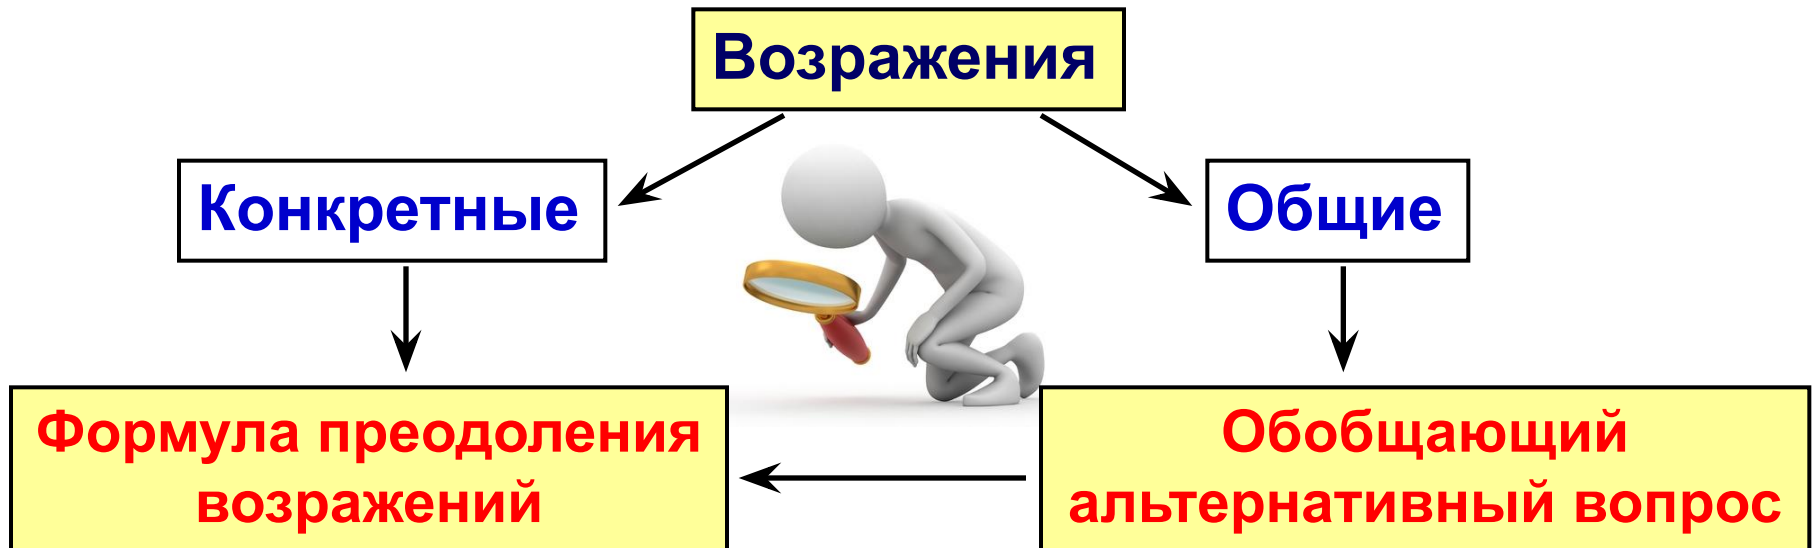 Возражения
Конкретные
Общие
Формула преодоления
возражений
Обобщающий
альтернативный вопрос